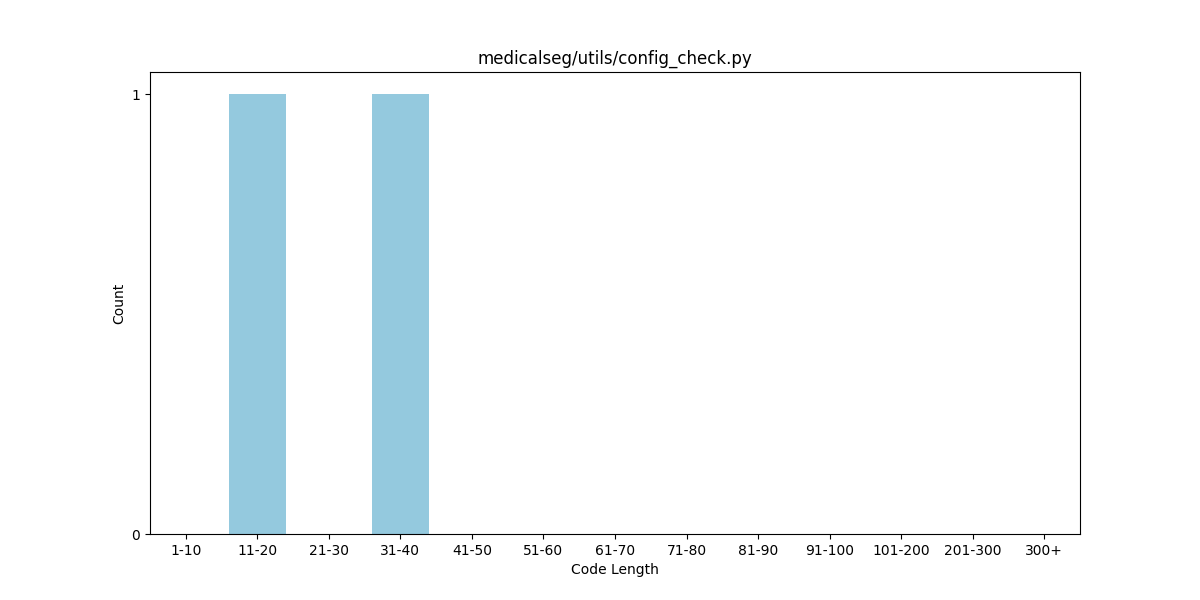 medicalseg/utils/config_check.py
1
0
Count
1-10 11-20 21-30 31-40 41-50 51-60 61-70 71-80 81-90 91-100 101-200 201-300 300+
Code Length